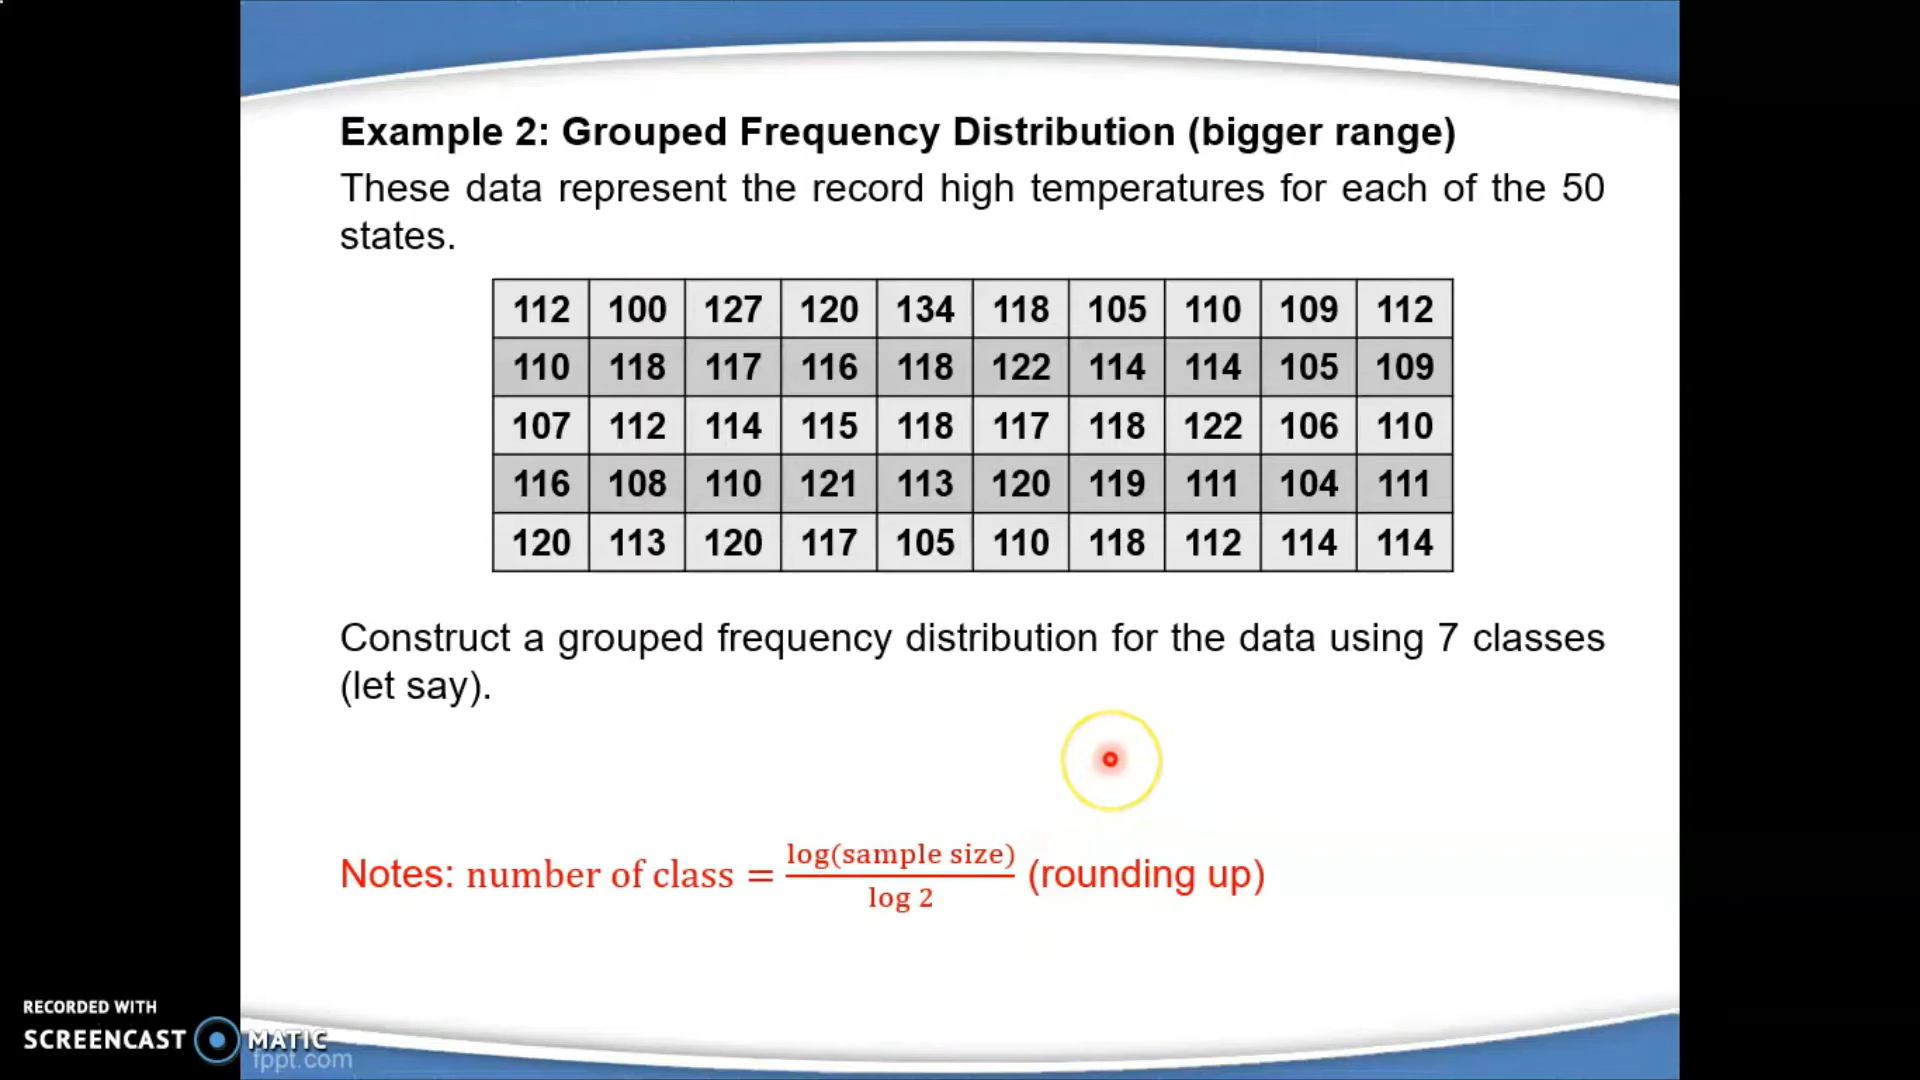 Example 2: Grouped Frequency Distribution (bigger range)
These data represent the record high temperatures for each of the 50
states.
112 100 127 120 134 118 105 110 109 112
110 118 117 116 118 122 114 114 105 109
107 112 114 115 118 117 118 122 106 110
116 108 110 121 113 120 119 111 104 111
120 113 120 117 105 110 118 112 114 114
Construct a grouped frequency distribution for the data using 7 classes
(let say).
Notes: number of class = log(sample size) / log 2 (rounding up)
RECORDED WITH
SCREENCAST MATIC
fppt.com